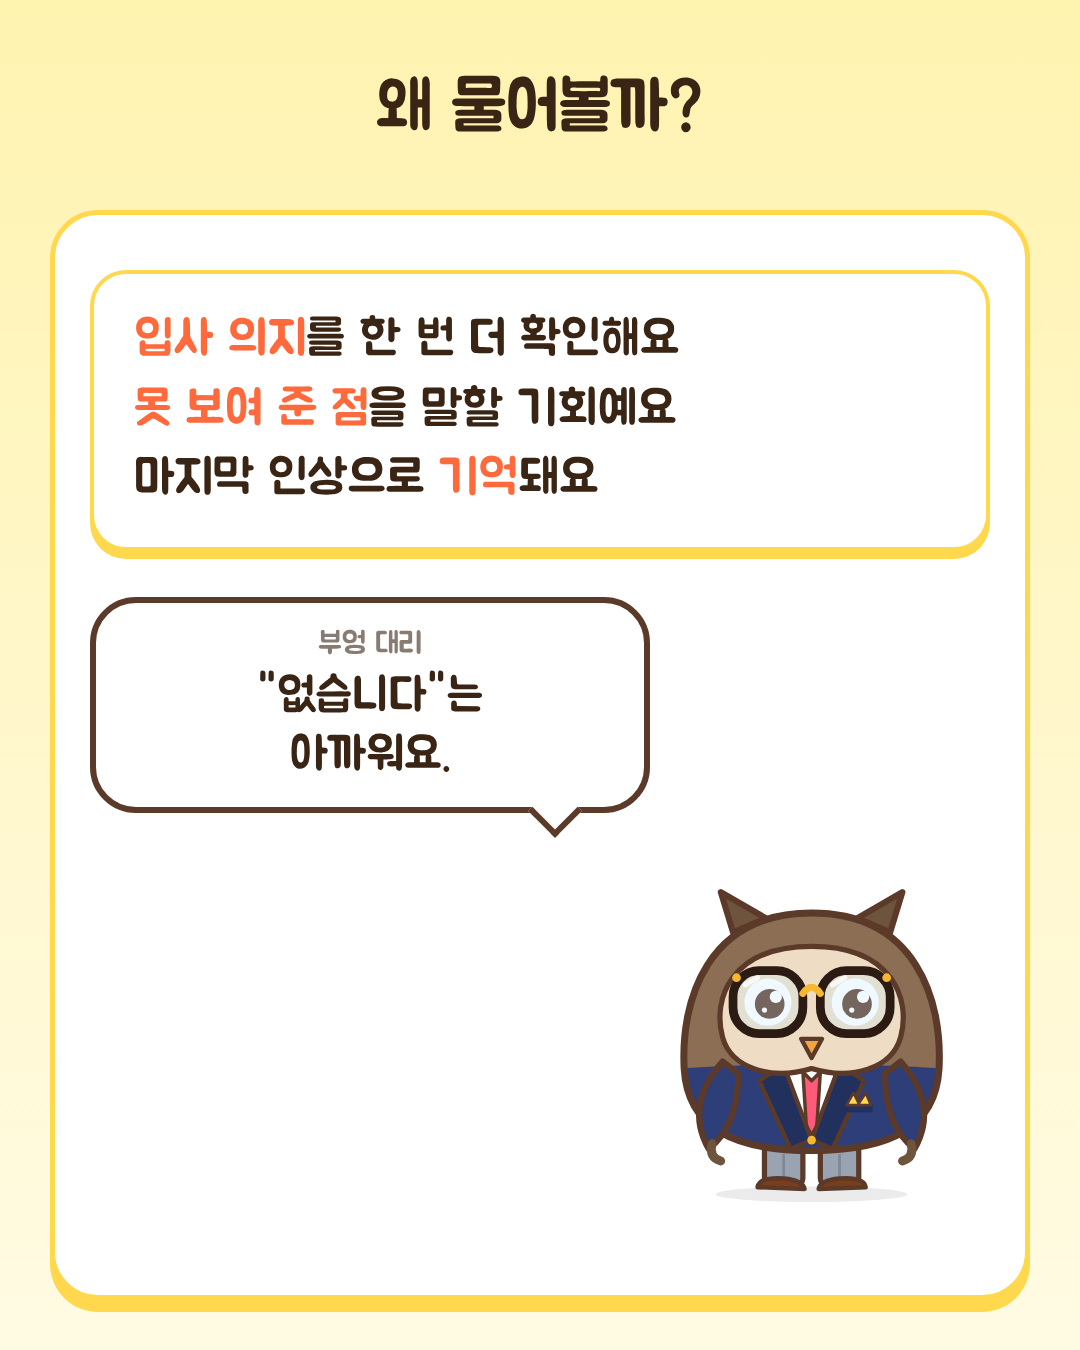 왜 물어볼까?
입사 의지를 한 번 더 확인해요
못 보여 준 점을 말할 기회예요
마지막 인상으로 기억돼요
부엉 대리
"없습니다"는
아까워요.